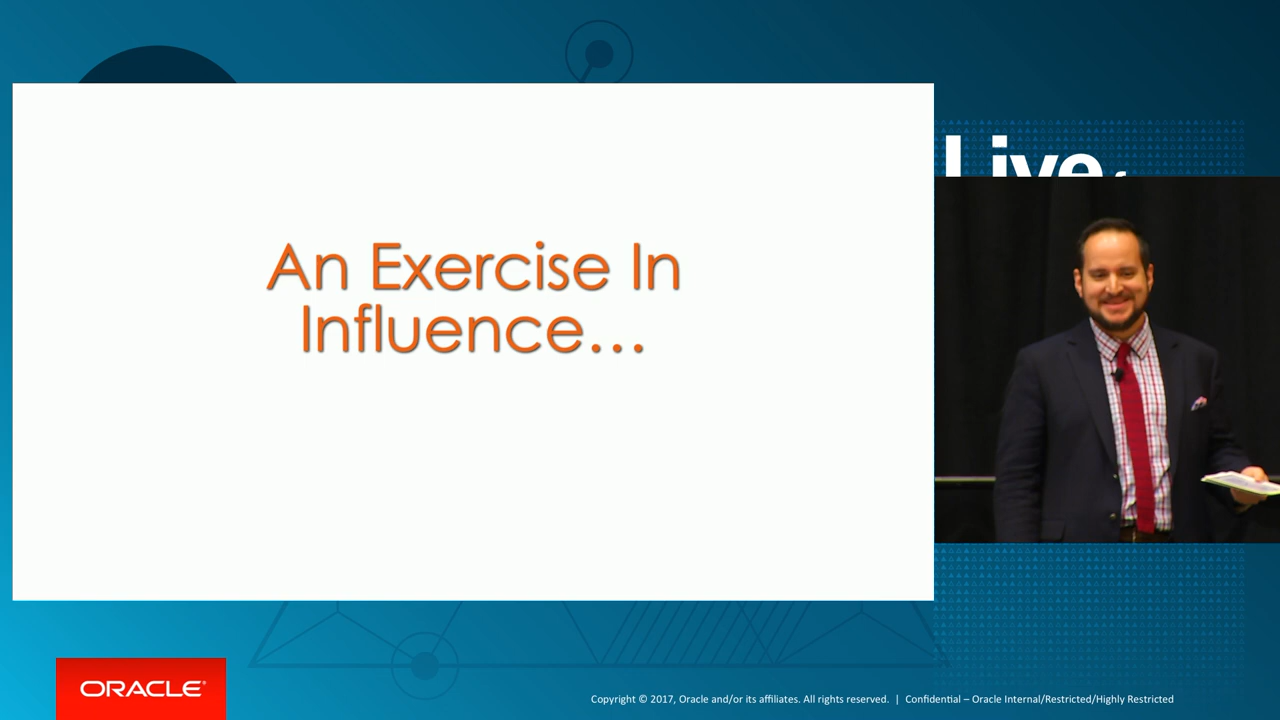 Live
An Exercise In
Influence…
ORACLE®
Copyright © 2017, Oracle and/or its affiliates. All rights reserved. | Confidential – Oracle Internal/Restricted/Highly Restricted